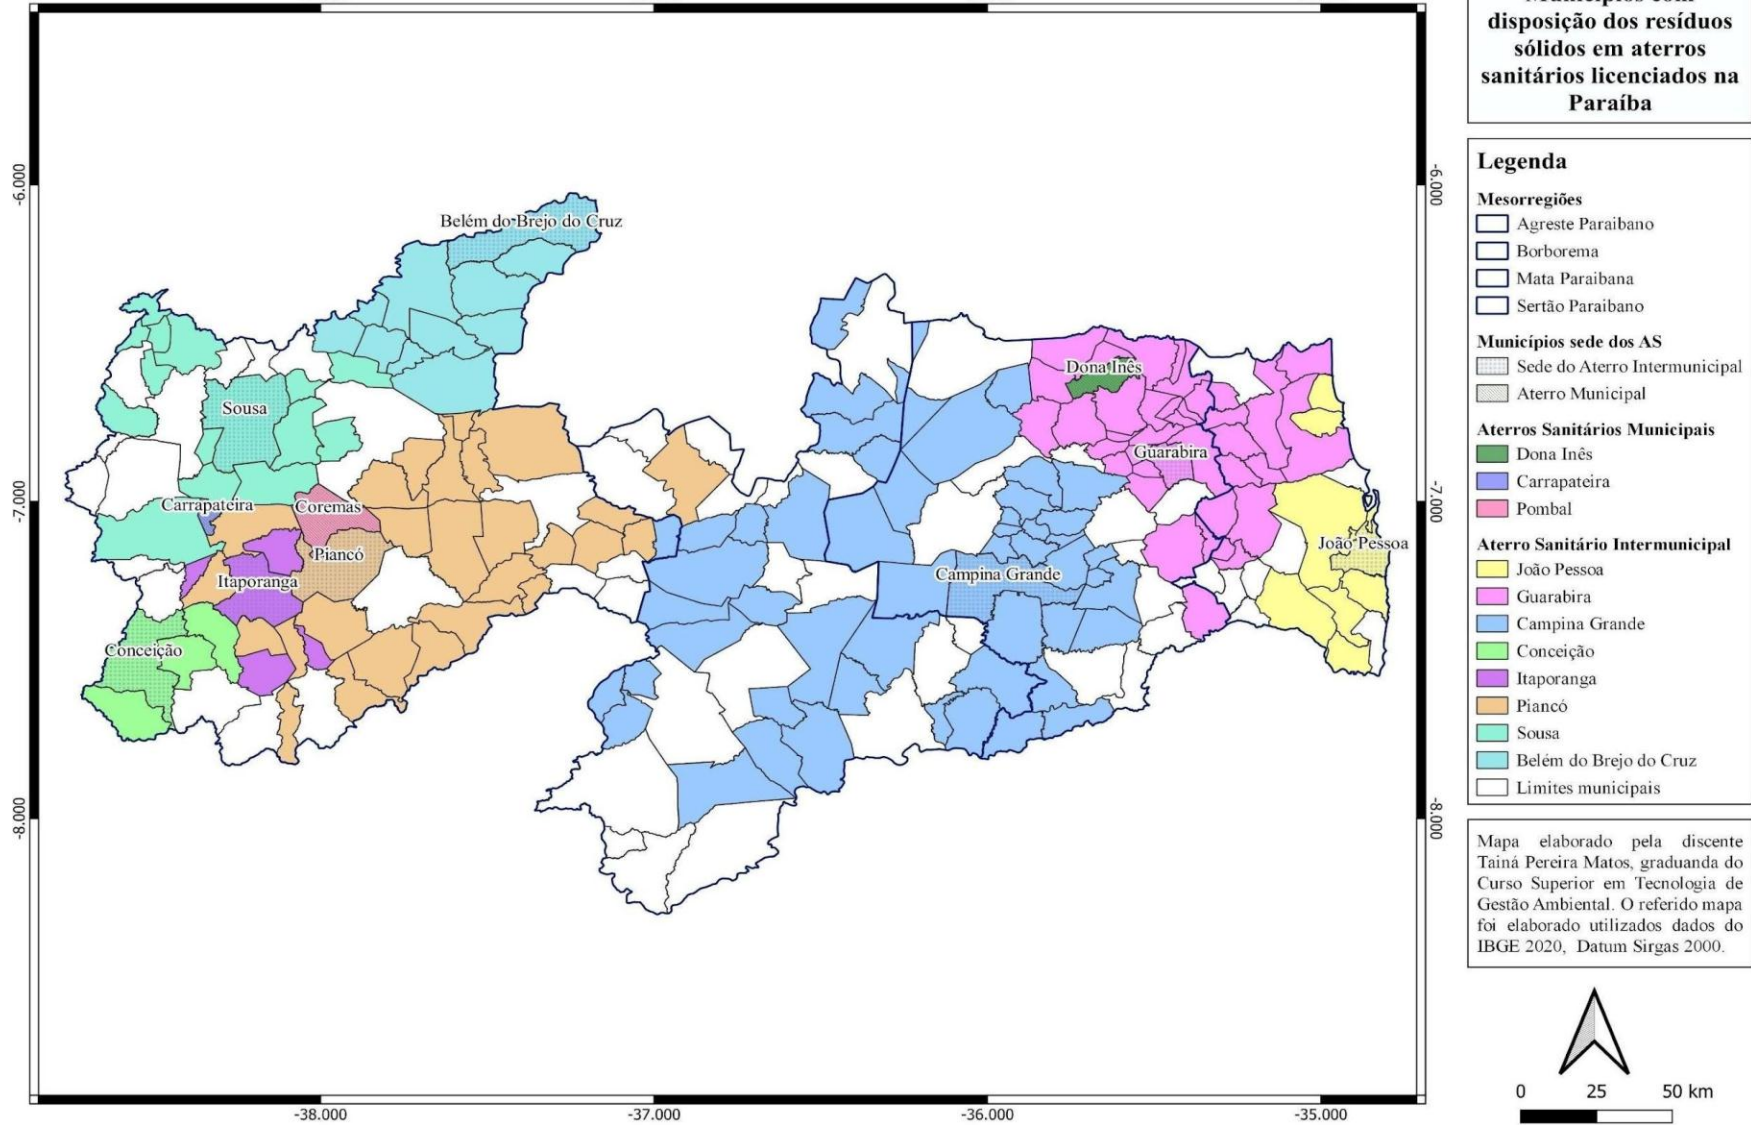 disposição dos resíduos
sólidos em aterros
sanitários licenciados na
Paraíba
Legenda
Mesorregiões
Agreste Paraibano
Borborema
Mata Paraibana
Sertão Paraibano
Municípios sede dos AS
Sede do Aterro Intermunicipal
Aterro Municipal
Aterros Sanitários Municipais
Dona Inês
Carrapateira
Pombal
Aterro Sanitário Intermunicipal
João Pessoa
Guarabira
Campina Grande
Conceição
Itaporanga
Piancó
Sousa
Belém do Brejo do Cruz
Limites municipais
Mapa elaborado pela discente
Tainá Pereira Matos, graduanda do
Curso Superior em Tecnologia de
Gestão Ambiental. O referido mapa
foi elaborado utilizados dados do
IBGE 2020, Datum Sirgas 2000.
0 25 50 km
-6.000
-7.000
-8.000
-6.000
-7.000
-8.000
-38.000
-37.000
-36.000
-35.000
Belém do Brejo do Cruz
Sousa
Dona Inês
Guarabira
Carrapateira
Coremas
João Pessoa
Piancó
Itaporanga
Campina Grande
Conceição